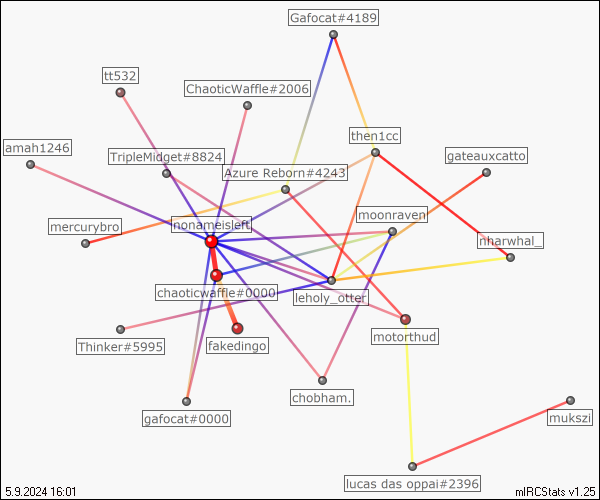 Gafocat#4189
tt532
ChaoticWaffle#2006
then1cc
amah1246
TripleMidget#8824
gateauxcatto
Azure Reborn#4243
moonraven
mercurybro
nonameisleft
nharwhal_
chaoticwaffle#0000
leholy_otter
Thinker#5995
fakedingo
motorthud
chobham.
gafocat#0000
mukszi
lucas das oppai#2396
5.9.2024 16:01
mIRCStats v1.25